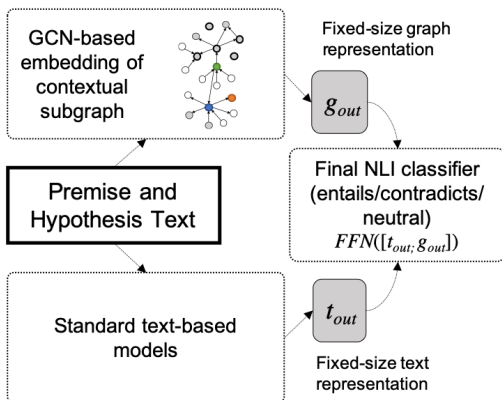 GCN-based
embedding of
contextual
subgraph
Fixed-size graph
representation
g_out
Premise and
Hypothesis Text
Final NLI classifier
(entails/contradicts/
neutral)
FFN([t_out; g_out])
Standard text-based
models
t_out
Fixed-size text
representation